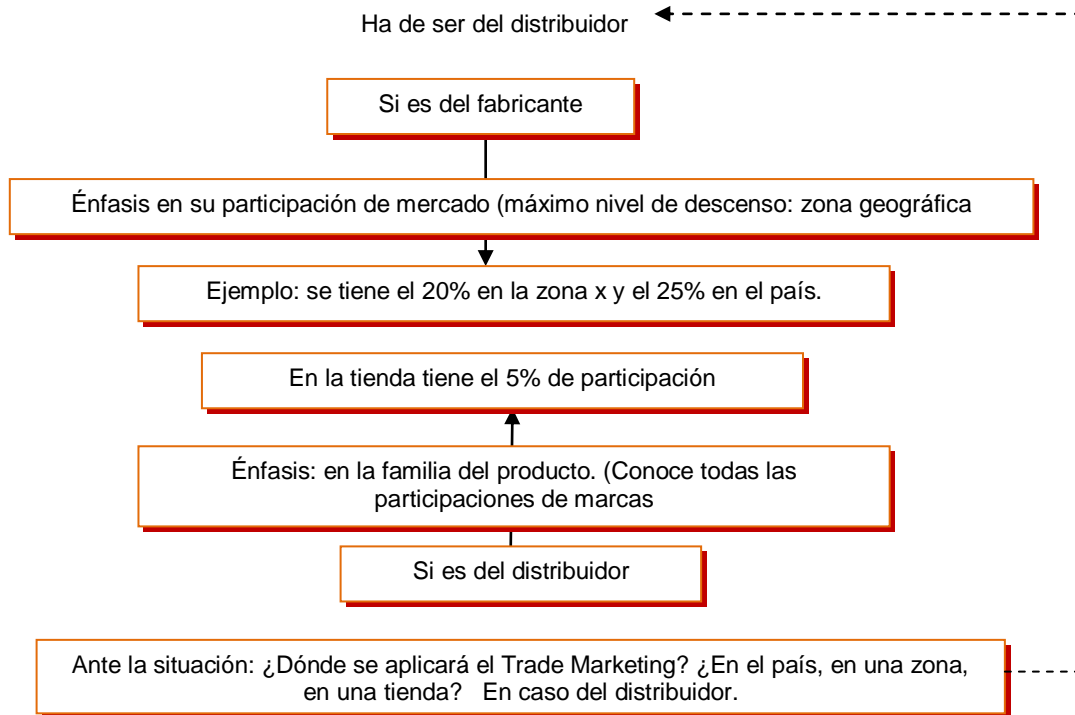 Ha de ser del distribuidor
Si es del fabricante
Énfasis en su participación de mercado (máximo nivel de descenso: zona geográfica
Ejemplo: se tiene el 20% en la zona x y el 25% en el país.
En la tienda tiene el 5% de participación
Énfasis: en la familia del producto. (Conoce todas las
participaciones de marcas
Si es del distribuidor
Ante la situación: ¿Dónde se aplicará el Trade Marketing? ¿En el país, en una zona,
en una tienda? En caso del distribuidor.